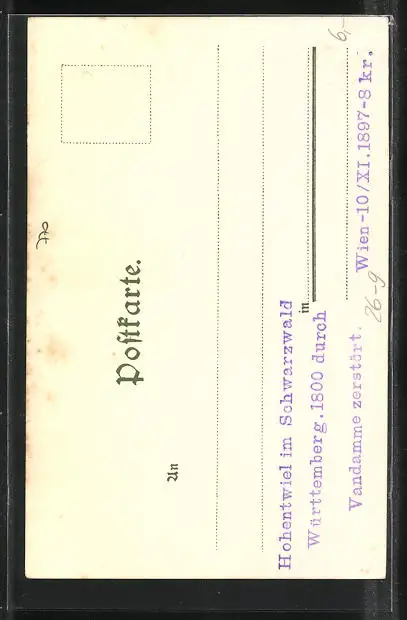 Postkarte.
An
in
Hohentwiel im Schwarzwald
Württemberg.1800 durch
Vandamme zerstört.
Wien-10/XI.1897-8 kr.
26-9
6,-